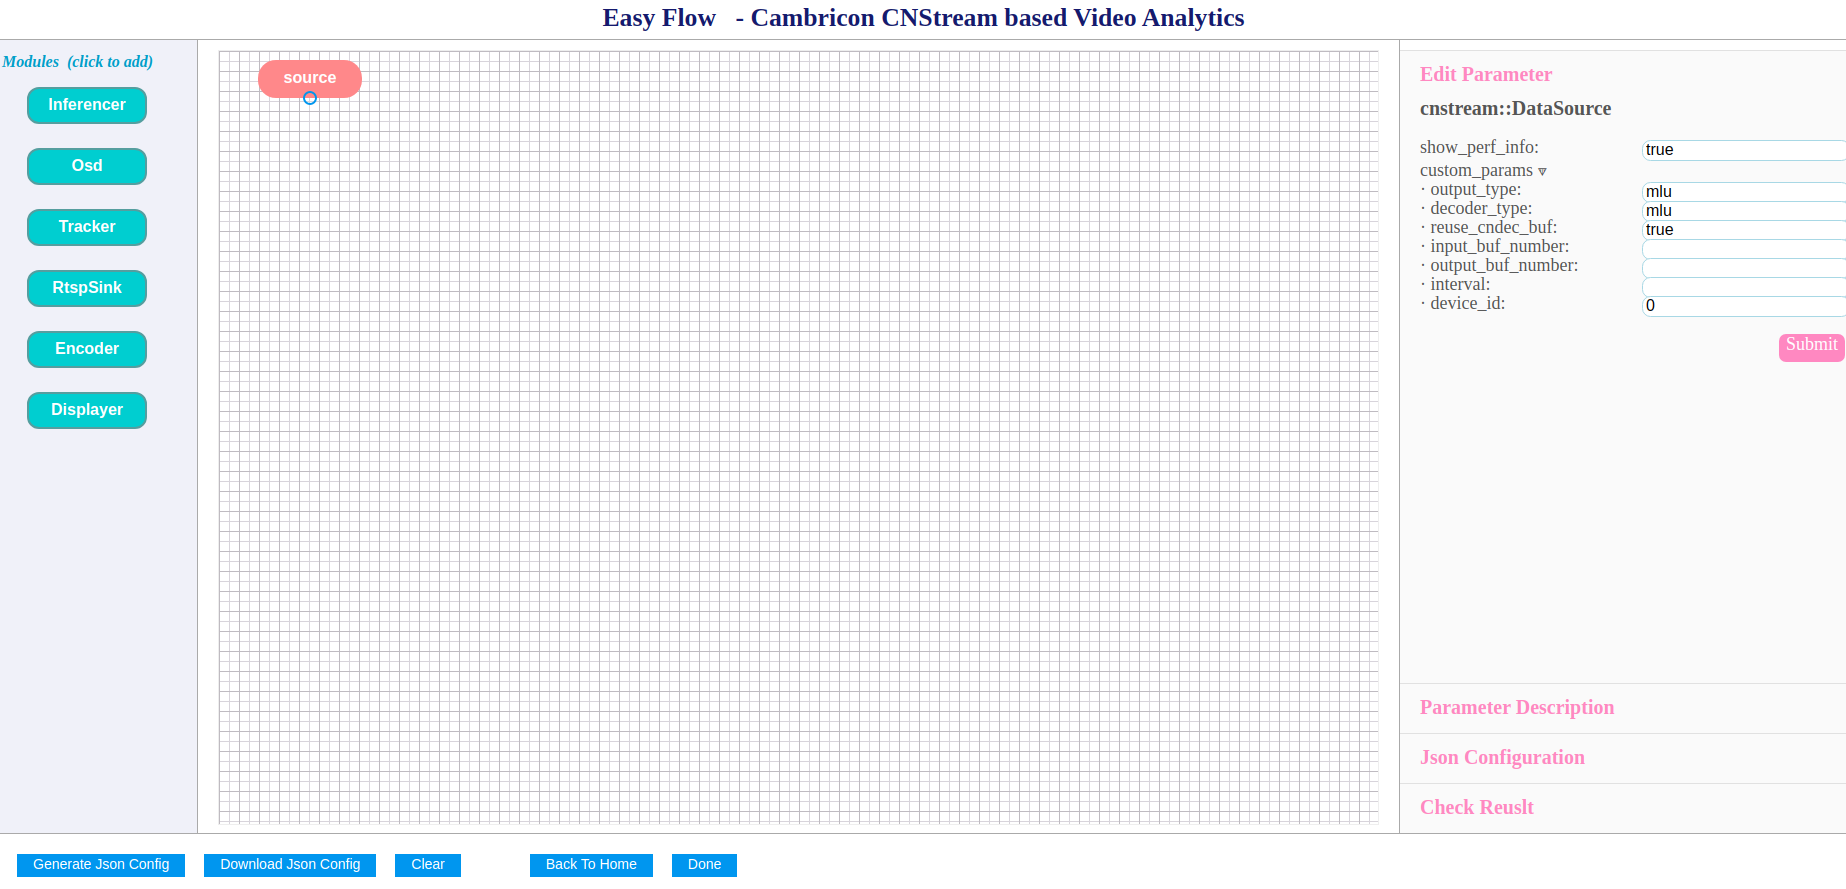 Easy Flow - Cambricon CNStream based Video Analytics
Modules (click to add)
Inferencer
Osd
Tracker
RtspSink
Encoder
Displayer
source
Edit Parameter
cnstream::DataSource
show_perf_info: true
custom_params
· output_type: mlu
· decoder_type: mlu
· reuse_cndec_buf: true
· input_buf_number:
· output_buf_number:
· interval:
· device_id: 0
Submit
Parameter Description
Json Configuration
Check Reuslt
Generate Json Config Download Json Config Clear Back To Home Done